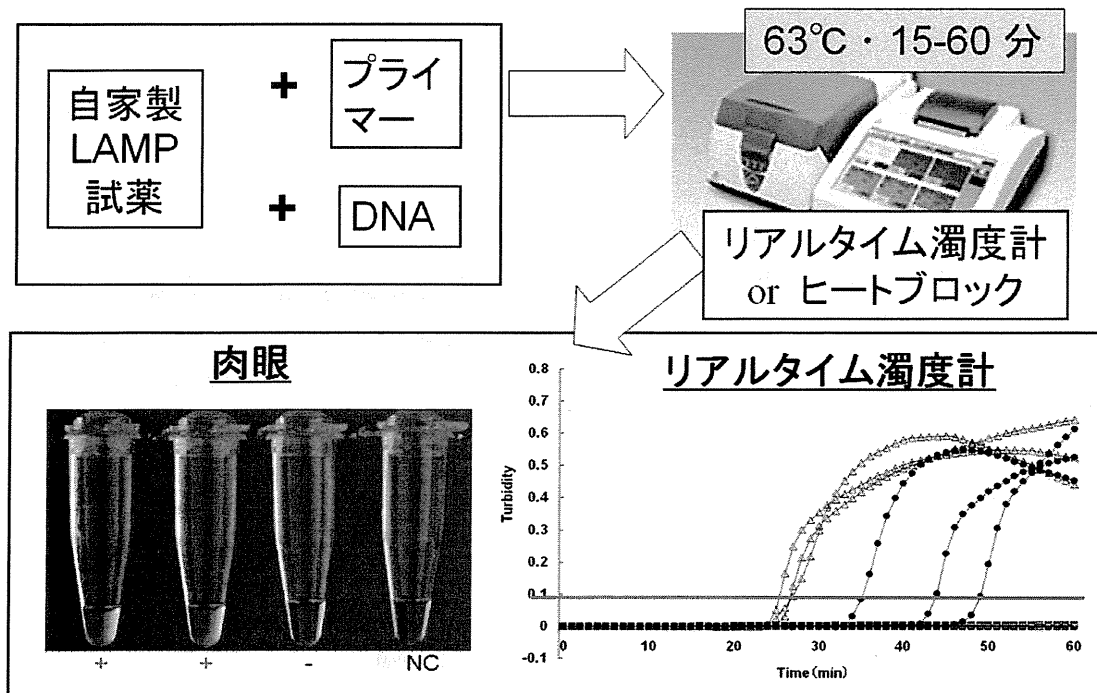 自家製
LAMP
試薬
+
プライ
マー
+
DNA
63℃・15-60 分
リアルタイム濁度計
or ヒートブロック
肉眼
+
+
-
NC
リアルタイム濁度計
Turbidity
0.8
0.7
0.6
0.5
0.4
0.3
0.2
0.1
0
-0.1
0
10
20
30
40
50
60
Time(min)